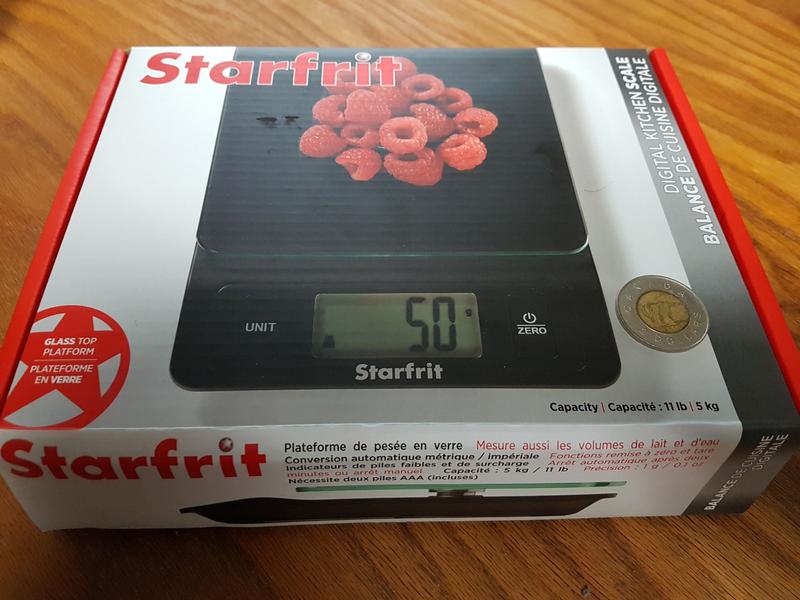 Starfrit
DIGITAL KITCHEN SCALE
BALANCE DE CUISINE DIGITALE
UNIT
50 g
ZERO
Starfrit
GLASS TOP
PLATFORM
PLATEFORME
EN VERRE
CANADA
2 DOLLARS
Capacity | Capacité : 11 lb | 5 kg
Starfrit
Plateforme de pesée en verre Mesure aussi les volumes de lait et d'eau
Conversion automatique métrique / impériale Fonctions remise à zéro et tare
Indicateurs de piles faibles et de surcharge Arrêt automatique après deux
minutes ou arrêt manuel Capacité : 5 kg / 11 lb Précision : 1 g / 0.1 oz
Nécessite deux piles AAA (incluses)
BALANCE DE CUISINE
DIGITALE